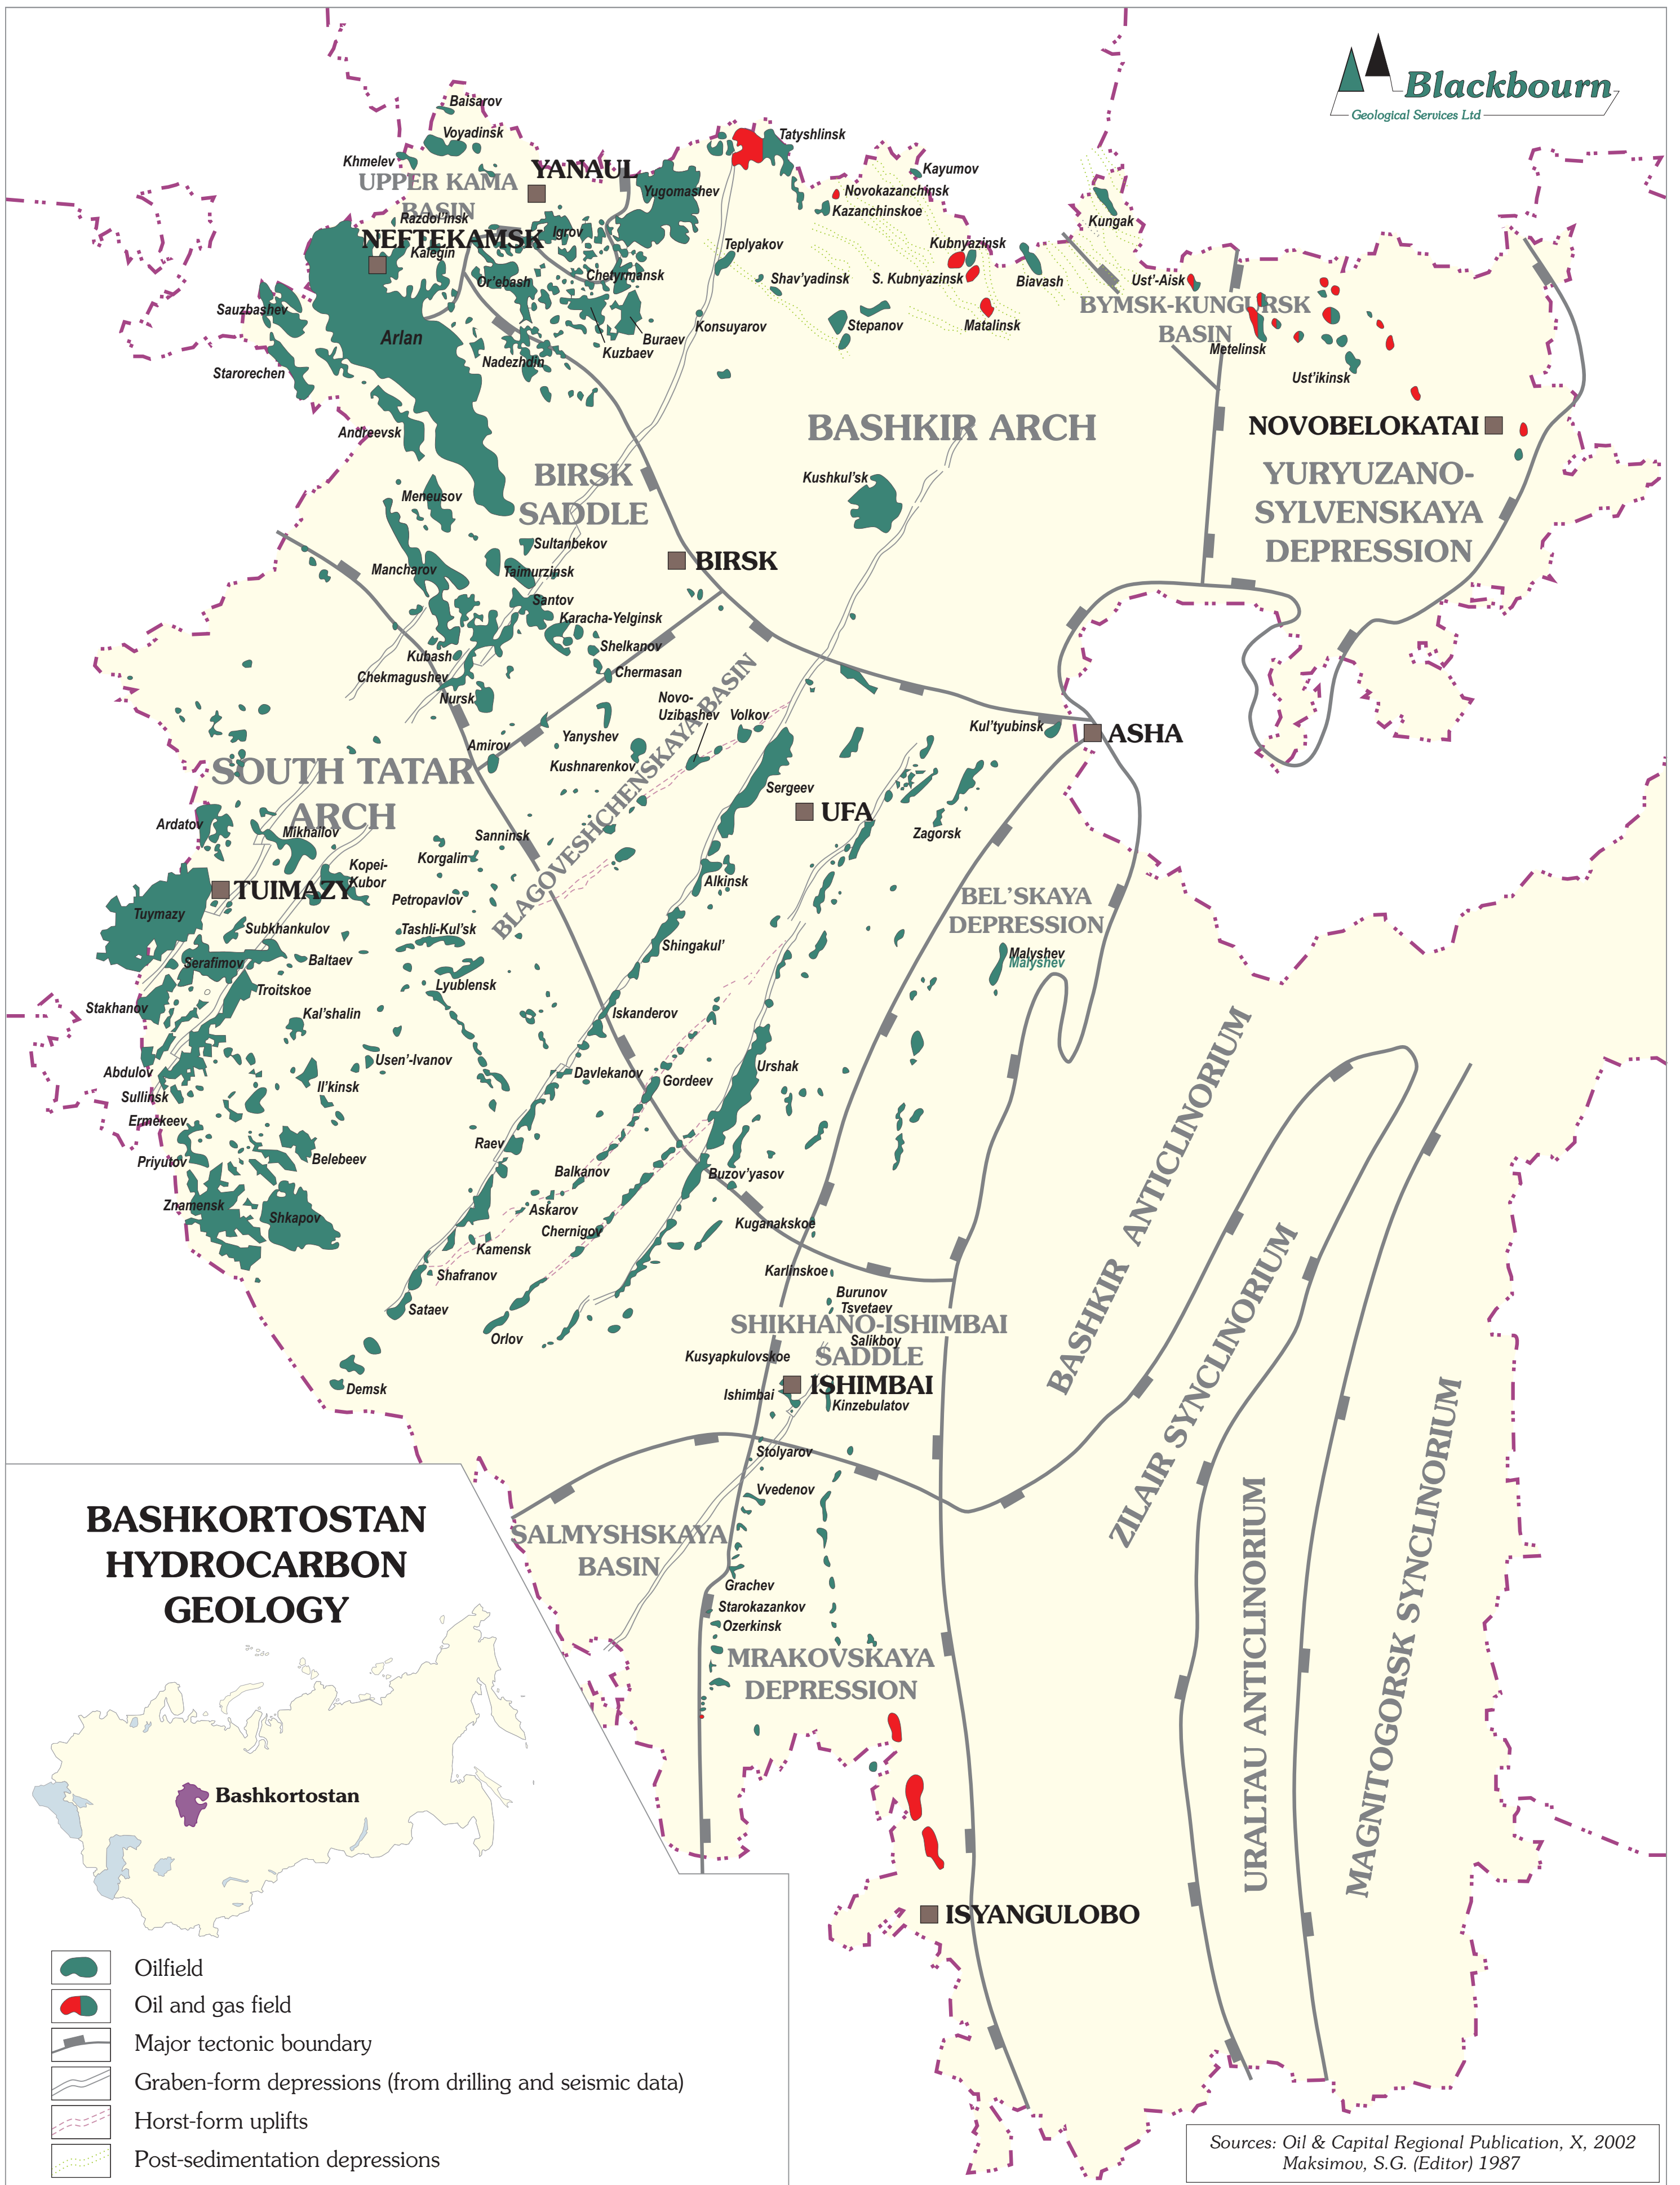 Blackbourn
Geological Services Ltd
Baisarov
Voyadinsk
Tatyshlinsk
Khmelev
YANAUL
Kayumov
UPPER KAMA
BASIN
Yugomashev
Novokazanchinsk
Kazanchinskoe
Razdol'insk
Kungak
NEFTEKAMSK
Igrov
Kalegin
Teplyakov
Kubnyazinsk
Or'ebash
Chetyrmansk
Shav'yadinsk
S. Kubnyazinsk
Biavash
Ust'-Aisk
BYMSK-KUNGURSK
BASIN
Sauzbashev
Arlan
Konsuyarov
Stepanov
Matalinsk
Buraev
Kuzbaev
Nadezhdin
Metelinsk
Starorechen
Ust'ikinsk
Andreevsk
BASHKIR ARCH
NOVOBELOKATAI
BIRSK
SADDLE
Kushkul'sk
YURYUZANO-
SYLVENSKAYA
DEPRESSION
Meneusov
Sultanbekov
BIRSK
Mancharov
Taimurzinsk
Santov
Karacha-Yelginsk
Shelkanov
Kubash
Chermasan
Chekmagushev
Nursk
Novo-
Uzibashev
Volkov
Kul'tyubinsk
ASHA
Yanyshev
Amirov
Kushnarenkov
BLAGOVESHCHENSKAYA BASIN
SOUTH TATAR
ARCH
Sergeev
UFA
Ardatov
Mikhailov
Sanninsk
Zagorsk
Korgalin
Kopei-
Kubor
Alkinsk
TUIMAZY
Petropavlov
BEL'SKAYA
DEPRESSION
Tuymazy
Subkhankulov
Tashli-Kul'sk
Shingakul'
Malyshev
Malyshev
Serafimov
Baltaev
Lyublensk
Troitskoe
Stakhanov
Kal'shalin
Iskanderov
Usen'-Ivanov
Abdulov
Davlekanov
Gordeev
Urshak
Il'kinsk
Sullinsk
Ermekeev
Raev
Priyutov
Belebeev
Balkanov
Buzov'yasov
Znamensk
Shkapov
Askarov
Chernigov
Kuganakskoe
Kamensk
Shafranov
Karlinskoe
Sataev
Burunov
Tsvetaev
Orlov
SHIKHANO-ISHIMBAI
SADDLE
Salikboy
Kusyapkulovskoe
Demsk
Ishimbai
ISHIMBAI
Kinzebulatov
Stolyarov
Vvedenov
SALMYSHSKAYA
BASIN
Grachev
Starokazankov
Ozerkinsk
MRAKOVSKAYA
DEPRESSION
ISYANGULOBO
BASHKIR ANTICLINORIUM
ZILAIR SYNCLINORIUM
URALTAU ANTICLINORIUM
MAGNITOGORSK SYNCLINORIUM
BASHKORTOSTAN
HYDROCARBON
GEOLOGY
Bashkortostan
Oilfield
Oil and gas field
Major tectonic boundary
Graben-form depressions (from drilling and seismic data)
Horst-form uplifts
Post-sedimentation depressions
Sources: Oil & Capital Regional Publication, X, 2002
Maksimov, S.G. (Editor) 1987